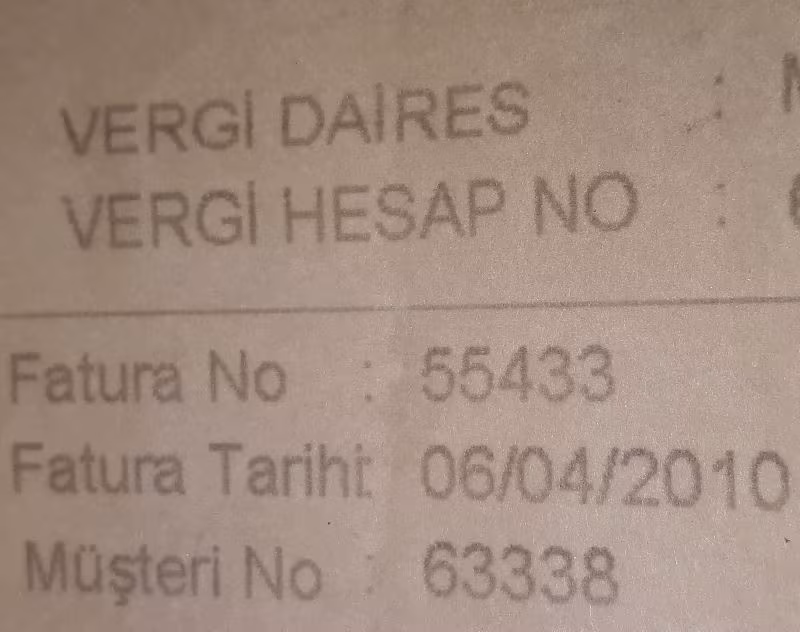 VERGİ DAİRES :
VERGİ HESAP NO :
Fatura No : 55433
Fatura Tarihi: 06/04/2010
Müşteri No : 63338